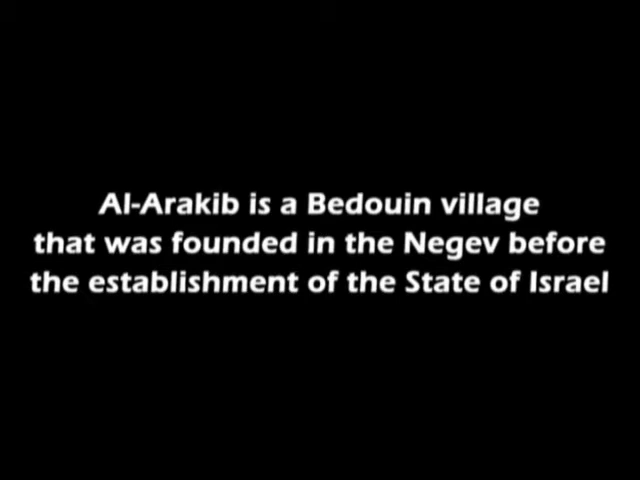 Al-Arakib is a Bedouin village
that was founded in the Negev before
the establishment of the State of Israel